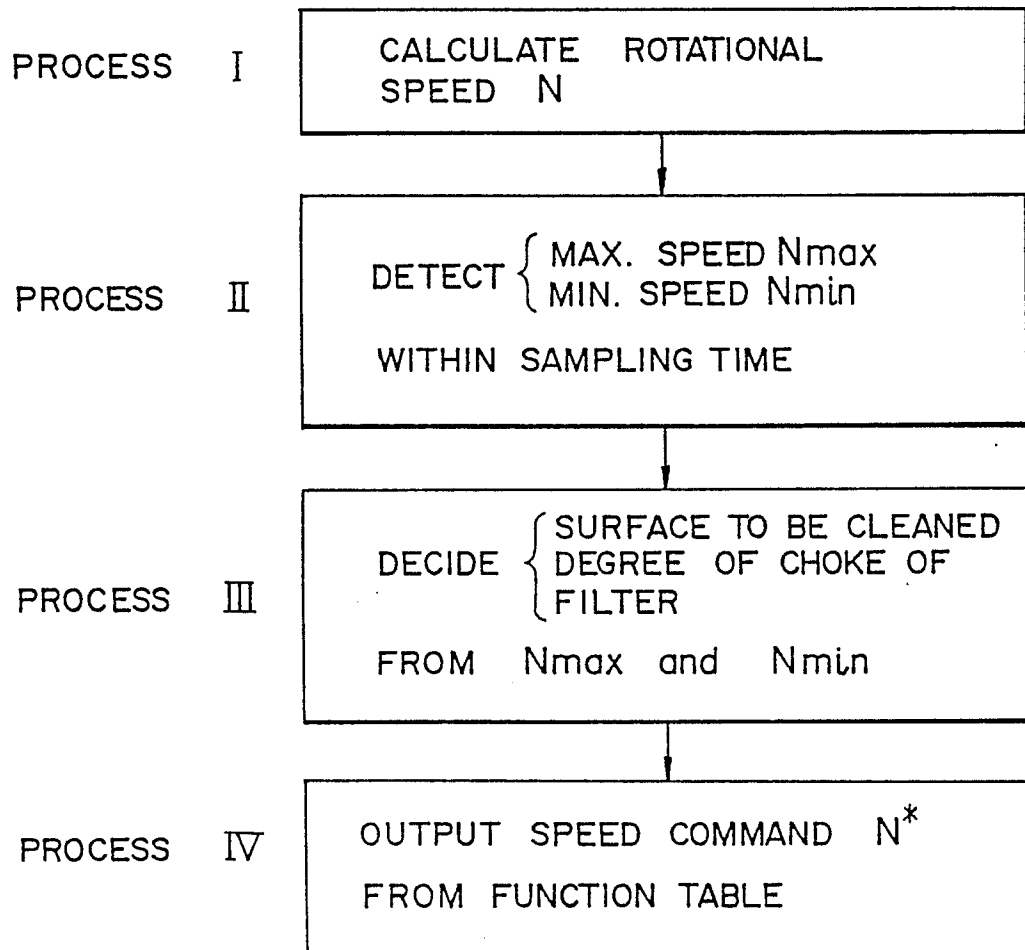 PROCESS I
CALCULATE ROTATIONAL
SPEED N
PROCESS II
DETECT { MAX. SPEED Nmax
MIN. SPEED Nmin
WITHIN SAMPLING TIME
PROCESS III
DECIDE { SURFACE TO BE CLEANED
DEGREE OF CHOKE OF
FILTER
FROM Nmax and Nmin
PROCESS IV
OUTPUT SPEED COMMAND N*
FROM FUNCTION TABLE